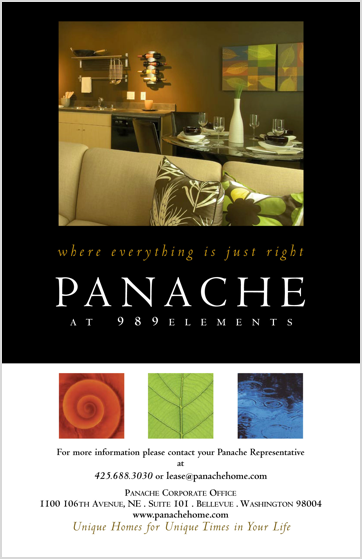 where everything is just right
PANACHE
AT 989 ELEMENTS
For more information please contact your Panache Representative
at
425.688.3030 or lease@panachehome.com
Panache Corporate Office
1100 106th Avenue, NE . Suite 101 . Bellevue . Washington 98004
www.panachehome.com
Unique Homes for Unique Times in Your Life